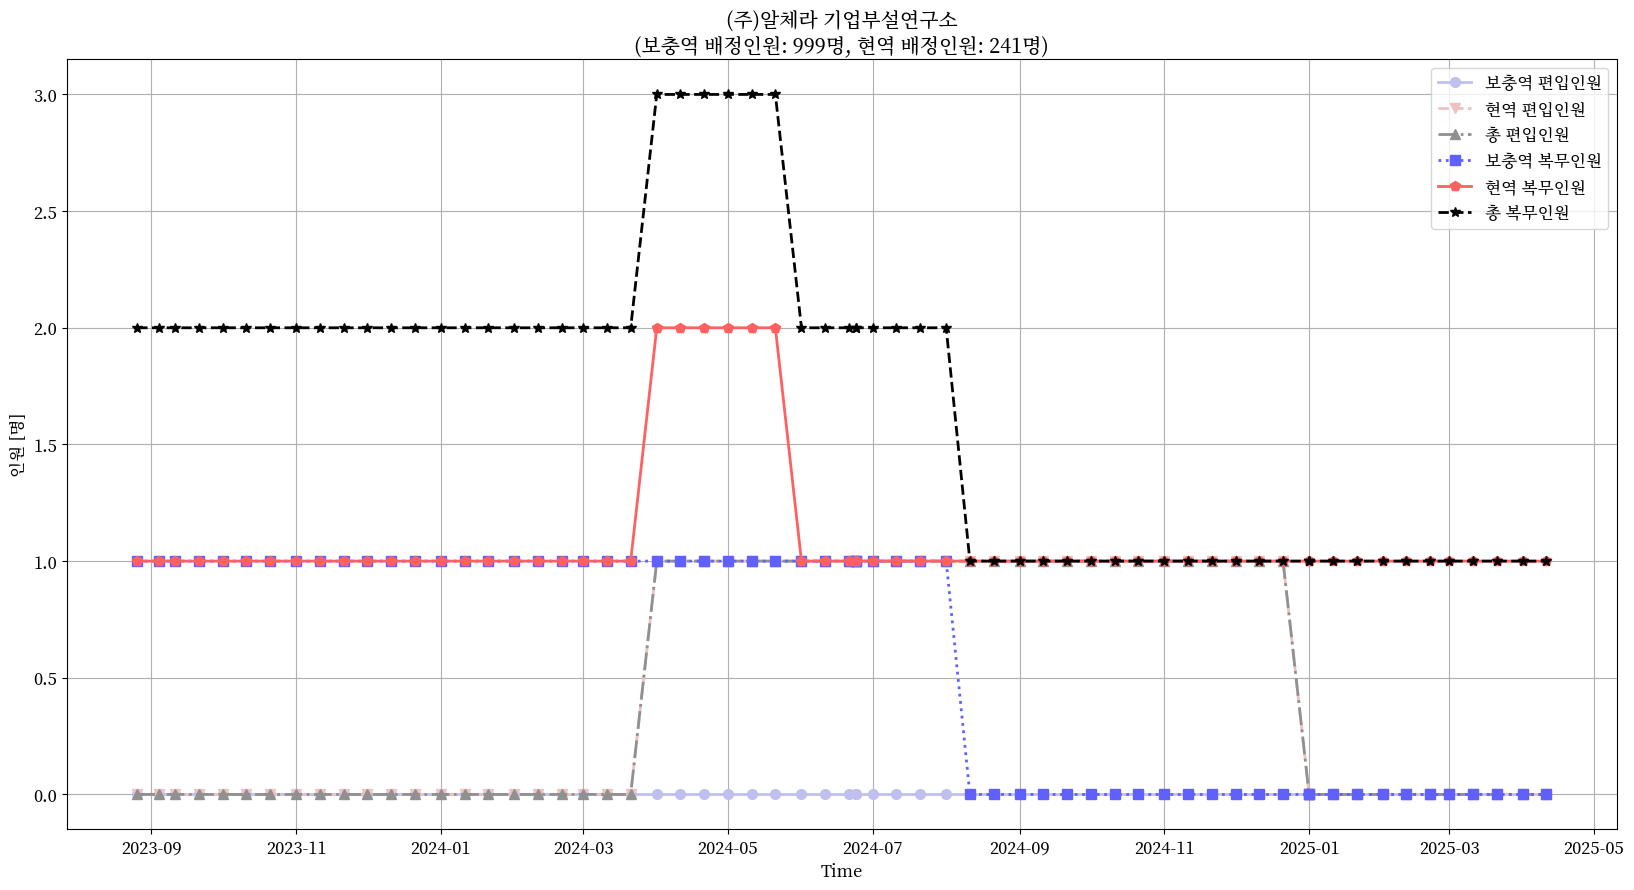 (주)알체라 기업부설연구소
(보충역 배정인원: 999명, 현역 배정인원: 241명)
보충역 편입인원
현역 편입인원
총 편입인원
보충역 복무인원
현역 복무인원
총 복무인원
인원 [명]
3.0
2.5
2.0
1.5
1.0
0.5
0.0
2023-09
2023-11
2024-01
2024-03
2024-05
2024-07
2024-09
2024-11
2025-01
2025-03
2025-05
Time